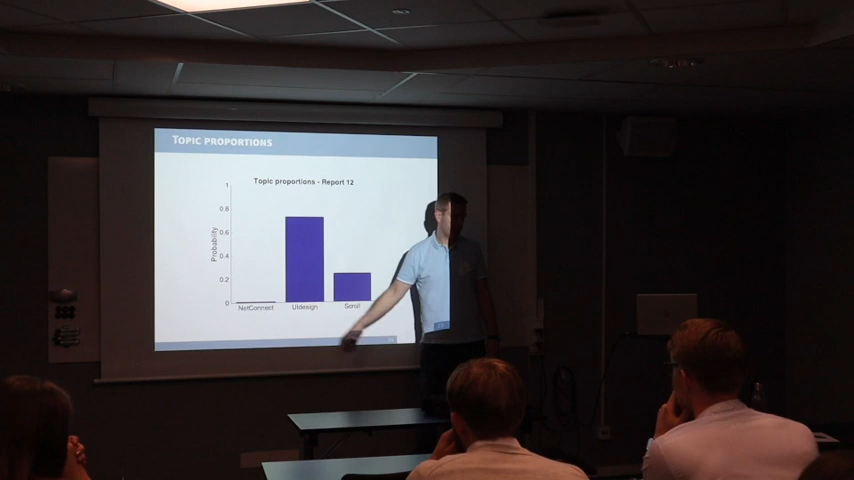 TOPIC PROPORTIONS
Topic proportions - Report 12
1
0.8
0.6
0.4
0.2
0
Probability
NetConnect
UIdesign
Scroll